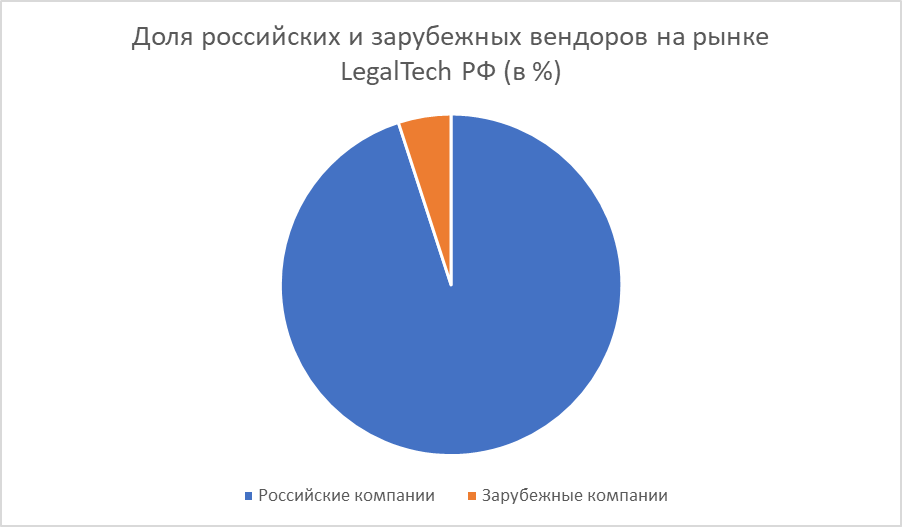 Доля российских и зарубежных вендоров на рынке
LegalTech РФ (в %)
Российские компании
Зарубежные компании